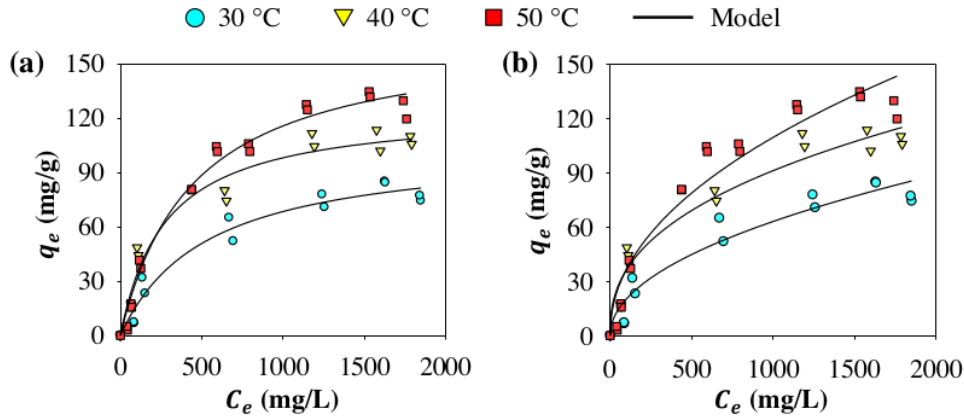 30 °C 40 °C 50 °C Model
(a) (b)
150 150
120 120
90 90
60 60
30 30
0 0
qe (mg/g) qe (mg/g)
0 500 1000 1500 2000 0 500 1000 1500 2000
Ce (mg/L) Ce (mg/L)